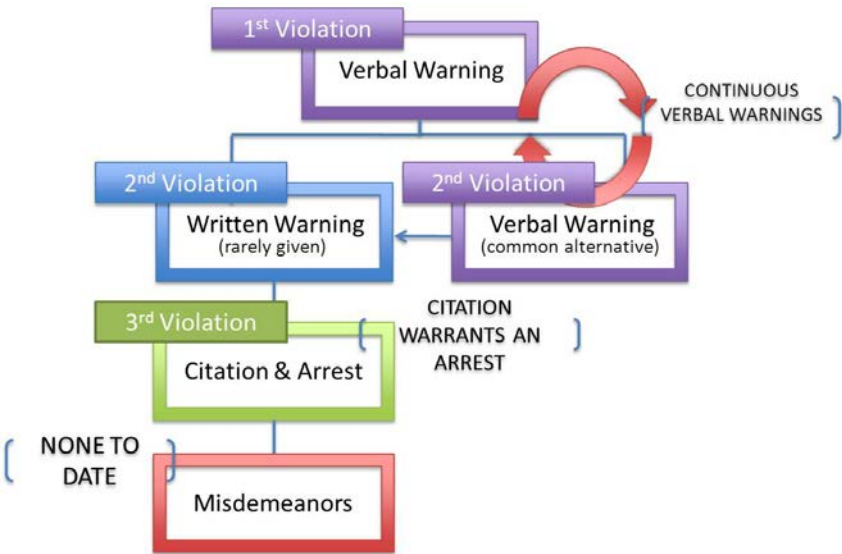 1st Violation
Verbal Warning
CONTINUOUS
VERBAL WARNINGS
2nd Violation
Written Warning
(rarely given)
2nd Violation
Verbal Warning
(common alternative)
3rd Violation
Citation & Arrest
CITATION
WARRANTS AN
ARREST
NONE TO
DATE
Misdemeanors